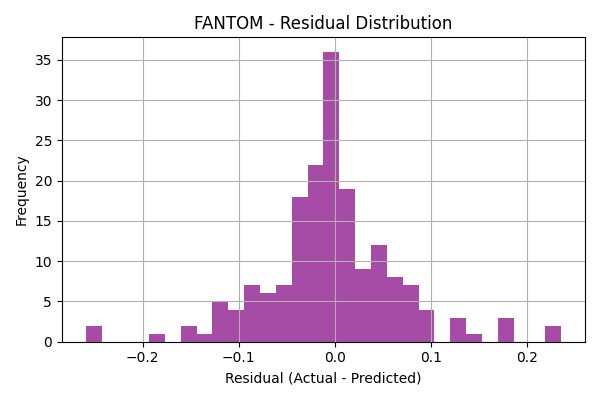 FANTOM - Residual Distribution
Frequency
35
30
25
20
15
10
5
0
−0.2 −0.1 0.0 0.1 0.2
Residual (Actual - Predicted)